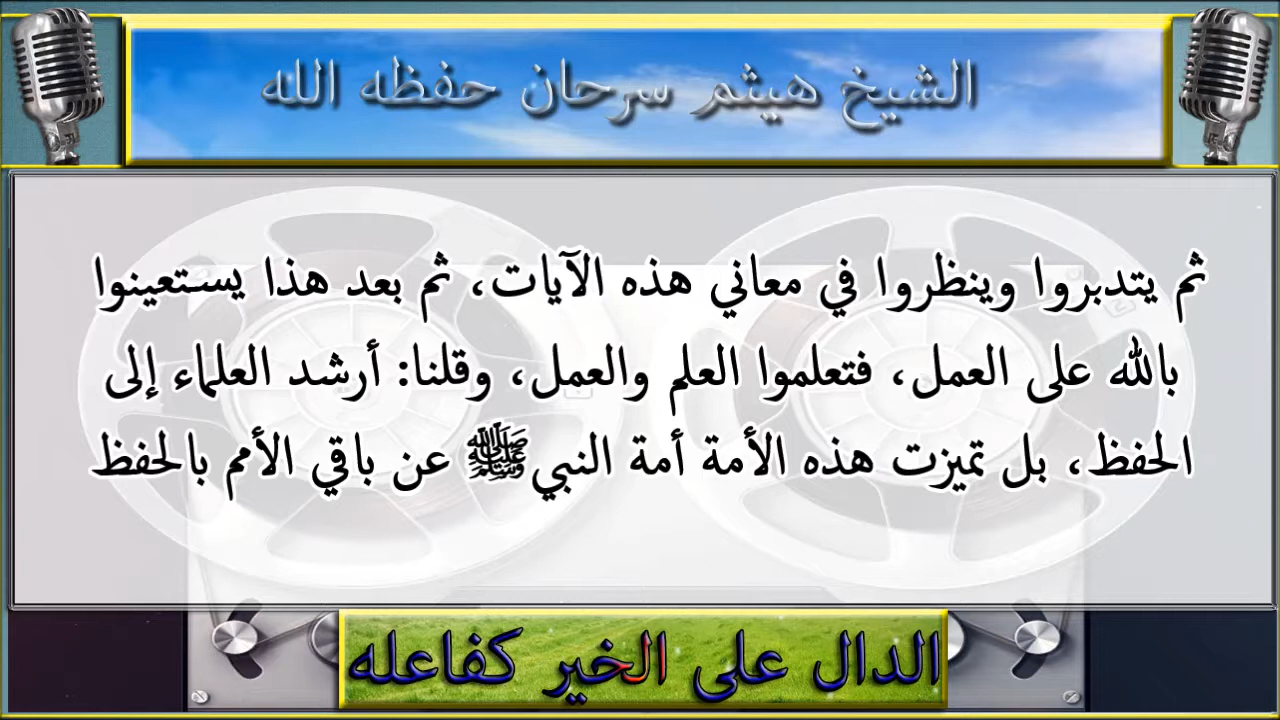 الشيخ هيثم سرحان حفظه الله
ثم يتدبروا وينظروا في معاني هذه الآيات، ثم بعد هذا يستعينوا
بالله على العمل، فتعلموا العلم والعمل، وقلنا: أرشد العلماء إلى
الحفظ، بل تميزت هذه الأمة أمة النبي ﷺ عن باقي الأمم بالحفظ
الدال على الخير كفاعله